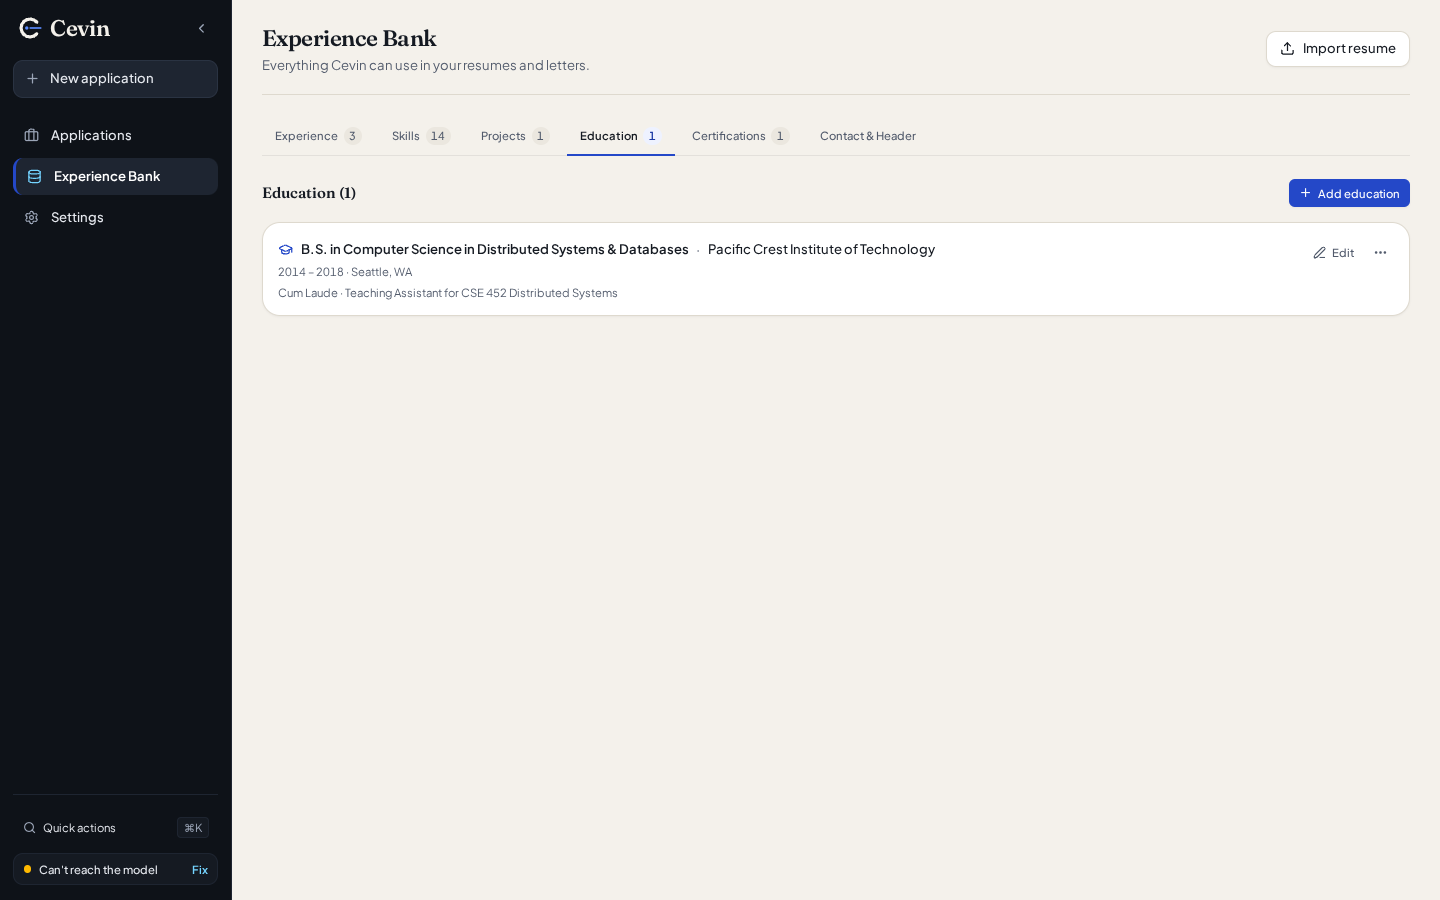 Cevin
New application
Applications
Experience Bank
Settings
Quick actions ⌘K
Can't reach the model Fix
Experience Bank
Everything Cevin can use in your resumes and letters.
Import resume
Experience 3 Skills 14 Projects 1 Education 1 Certifications 1 Contact & Header
Education (1)
Add education
B.S. in Computer Science in Distributed Systems & Databases · Pacific Crest Institute of Technology
2014 – 2018 · Seattle, WA
Cum Laude · Teaching Assistant for CSE 452 Distributed Systems
Edit